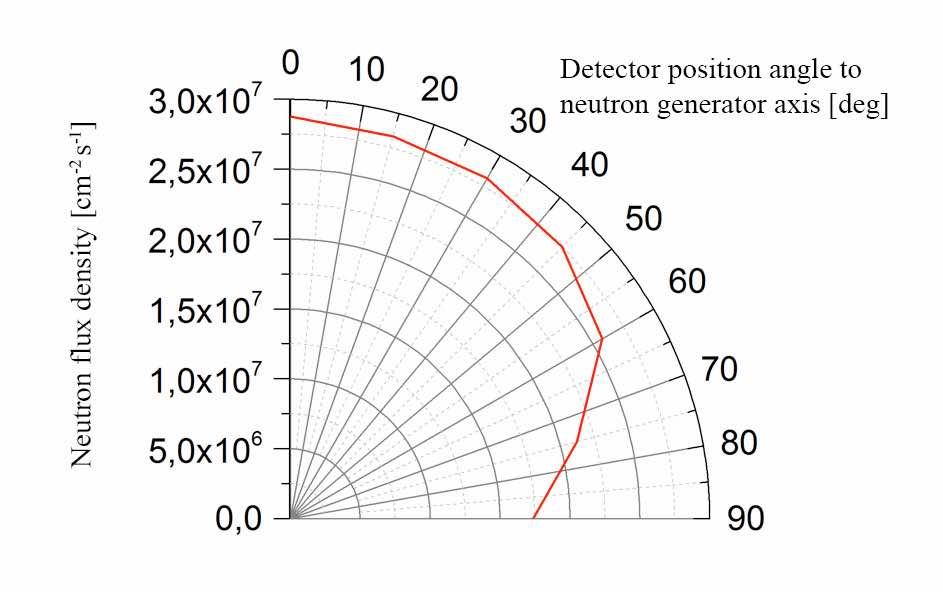 0
10
20
30
40
50
60
70
80
90
Detector position angle to
neutron generator axis [deg]
3,0x10⁷
2,5x10⁷
2,0x10⁷
1,5x10⁷
1,0x10⁷
5,0x10⁶
0,0
Neutron flux density [cm⁻² s⁻¹]